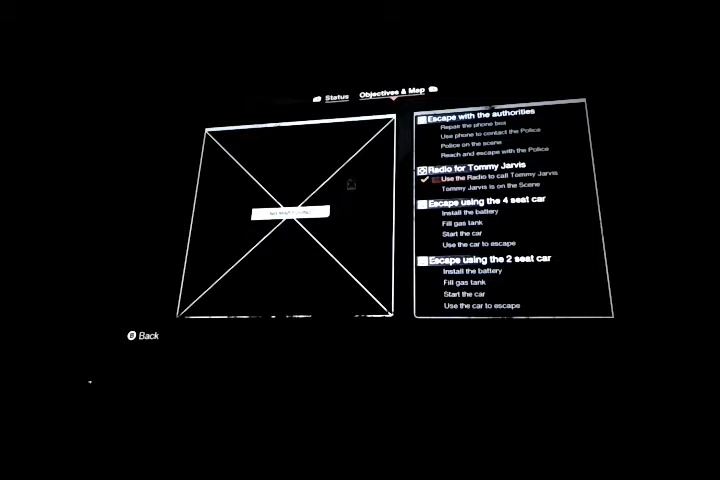 Status
Objectives & Map
Escape with the authorities
Repair the phone box
Use phone to contact the Police
Police on the scene
Reach and escape with the Police
Radio for Tommy Jarvis
Use the Radio to call Tommy Jarvis
Tommy Jarvis is on the Scene
Escape using the 4 seat car
Install the battery
Fill gas tank
Start the car
Use the car to escape
Escape using the 2 seat car
Install the battery
Fill gas tank
Start the car
Use the car to escape
B Back